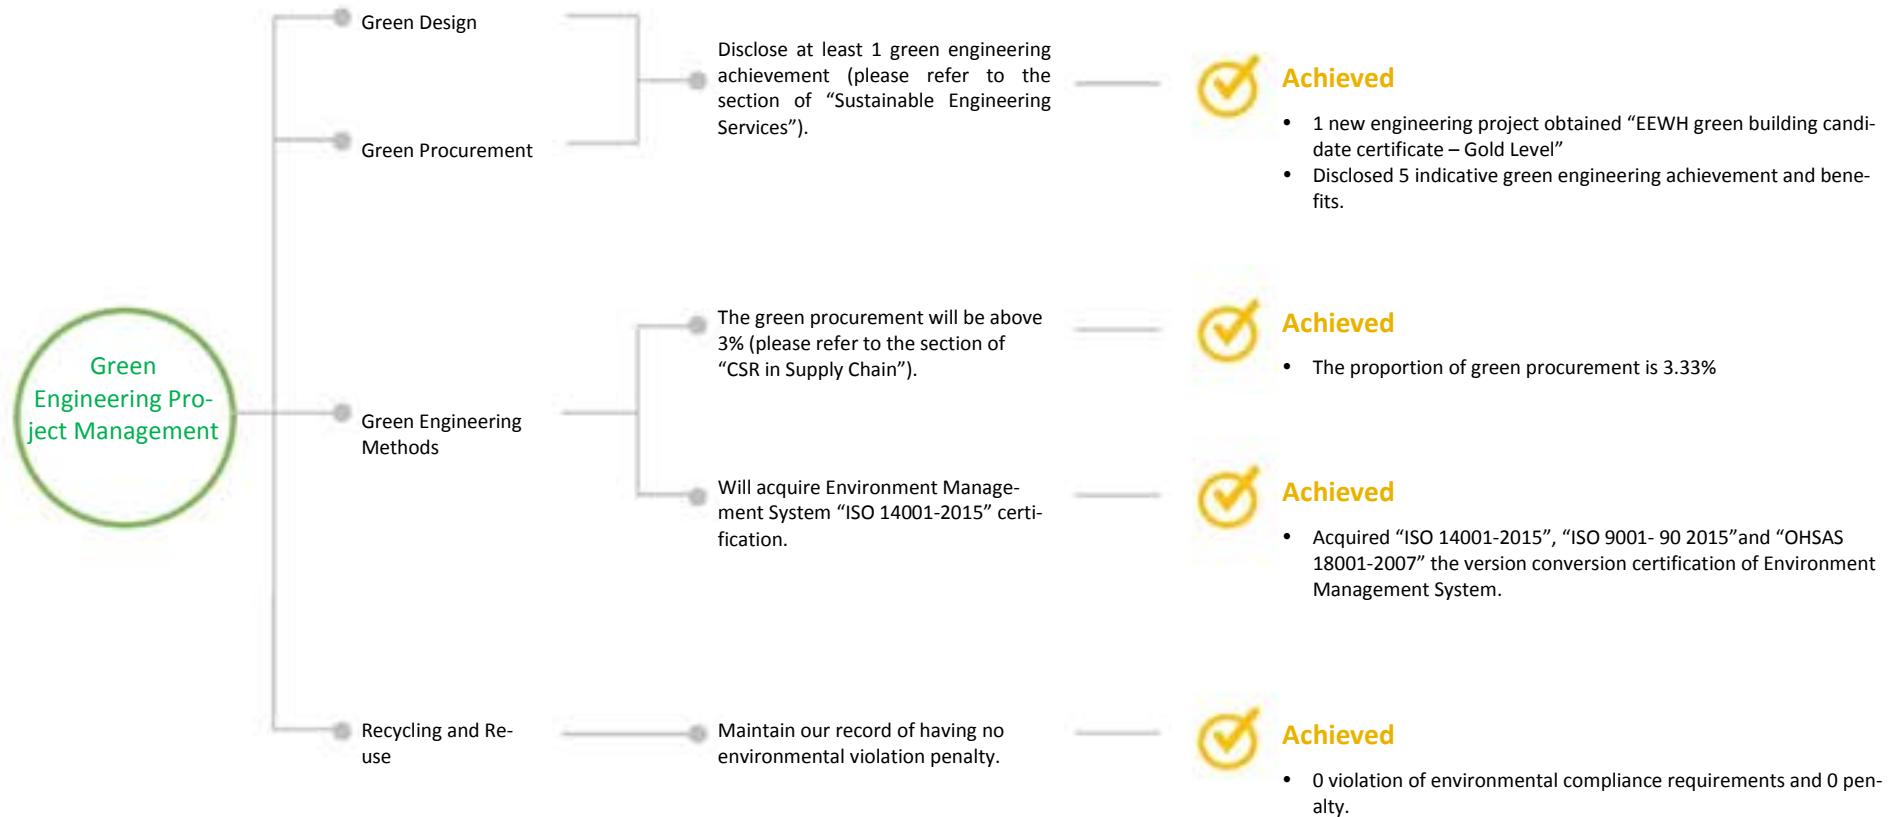 Green
Engineering Pro-
ject Management
Green Design
Green Procurement
Disclose at least 1 green engineering
achievement (please refer to the
section of “Sustainable Engineering
Services”).
Achieved
• 1 new engineering project obtained “EEWH green building candi-
date certificate – Gold Level”
• Disclosed 5 indicative green engineering achievement and bene-
fits.
Green Engineering
Methods
The green procurement will be above
3% (please refer to the section of
“CSR in Supply Chain”).
Achieved
• The proportion of green procurement is 3.33%
Will acquire Environment Manage-
ment System “ISO 14001-2015” certi-
fication.
Achieved
• Acquired “ISO 14001-2015”, “ISO 9001- 90 2015”and “OHSAS
18001-2007” the version conversion certification of Environment
Management System.
Recycling and Re-
use
Maintain our record of having no
environmental violation penalty.
Achieved
• 0 violation of environmental compliance requirements and 0 pen-
alty.